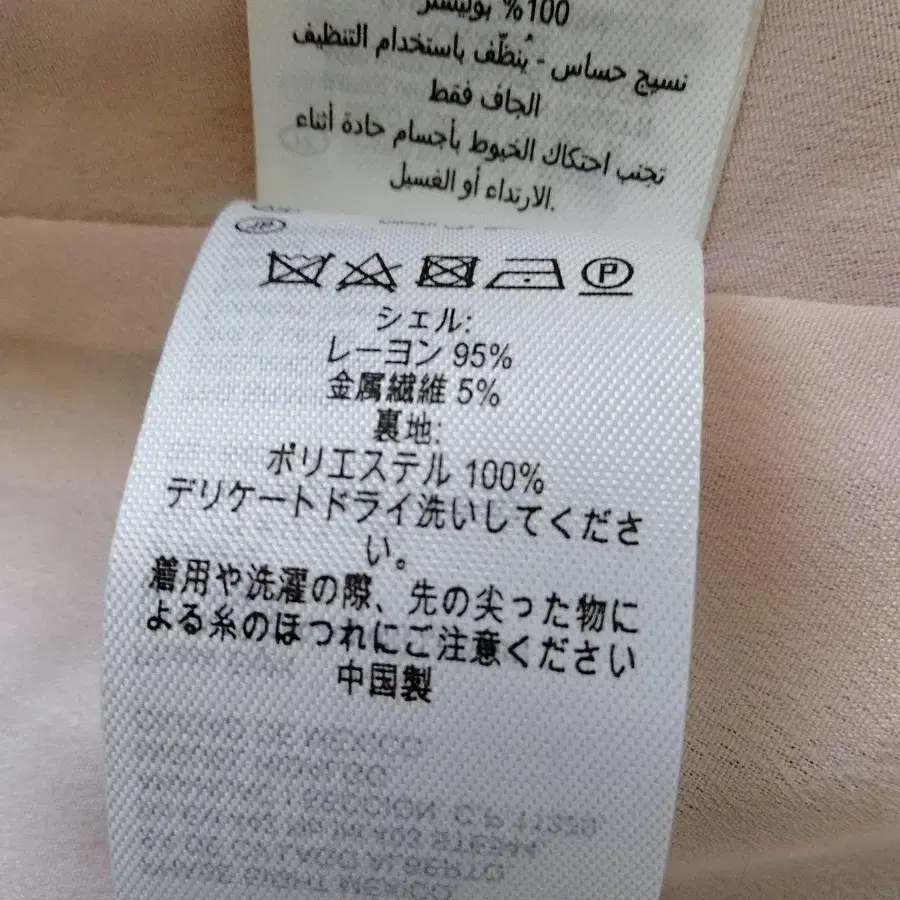 100% بوليستر
نسيج حساس - يُنظّف باستخدام التنظيف
الجاف فقط
تجنب احتكاك الخيوط بأجسام حادة أثناء
الارتداء أو الغسيل.
JP
P
シェル:
レーヨン 95%
金属繊維 5%
裏地:
ポリエステル 100%
デリケートドライ洗いしてくださ
い。
着用や洗濯の際、先の尖った物に
よる糸のほつれにご注意ください
中国製